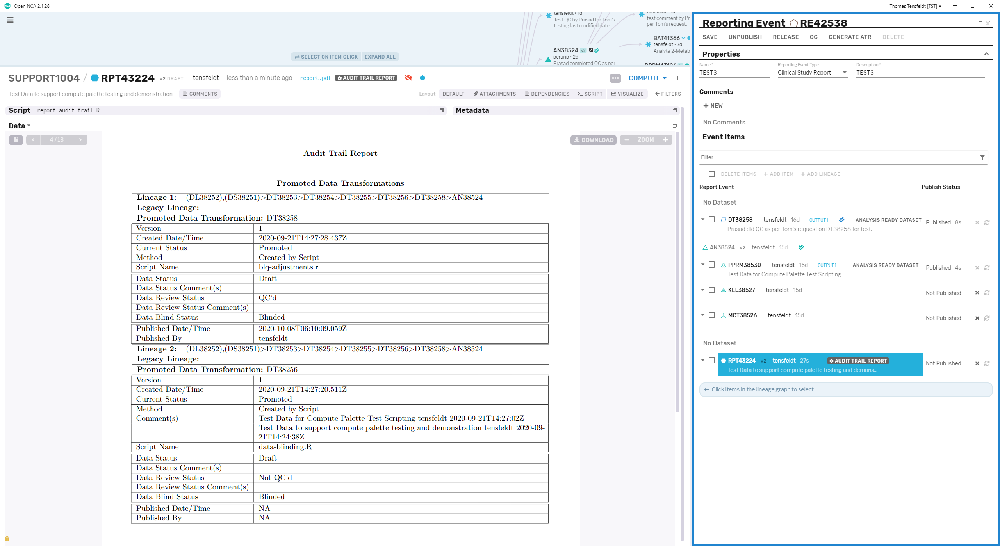 Open NCA 2.1.28
Thomas Tensfeldt [TST]
tensfeldt • 1d
Test QC by Prasad for Tom's
testing last modified date
test comment by Pr
per Tom's request.
BAT41366
tensfeldt • 7d
Analyte 2-Metab
AN38524 v2
perurip • 2d
Prasad completed QC as per
SELECT ON ITEM CLICK EXPAND ALL
SUPPORT1004 / RPT43224 v2 DRAFT tensfeldt less than a minute ago report.pdf AUDIT TRAIL REPORT COMPUTE
Test Data to support compute palette testing and demonstration COMMENTS Layout DEFAULT ATTACHMENTS DEPENDENCIES SCRIPT VISUALIZE FILTERS
Script report-audit-trail.R Metadata
Data
4/13 DOWNLOAD ZOOM
Audit Trail Report
Promoted Data Transformations
Lineage 1: (DL38252),(DS38251)>DT38253>DT38254>DT38255>DT38256>DT38258>AN38524
Legacy Lineage:
Promoted Data Transformation: DT38258
Version 1
Created Date/Time 2020-09-21T14:27:28.437Z
Current Status Promoted
Method Created by Script
Script Name blq-adjustments.r
Data Status Draft
Data Status Comment(s)
Data Review Status QC'd
Data Review Status Comment(s)
Data Blind Status Blinded
Published Date/Time 2020-10-08T06:10:09.059Z
Published By tensfeldt
Lineage 2: (DL38252),(DS38251)>DT38253>DT38254>DT38255>DT38256>DT38258>AN38524
Legacy Lineage:
Promoted Data Transformation: DT38256
Version 1
Created Date/Time 2020-09-21T14:27:20.511Z
Current Status Promoted
Method Created by Script
Comment(s) Test Data for Compute Palette Test Scripting tensfeldt 2020-09-21T14:27:02Z
Test Data to support compute palette testing and demonstration tensfeldt 2020-09-
21T14:24:38Z
Script Name data-blinding.R
Data Status Draft
Data Status Comment(s)
Data Review Status Not QC'd
Data Review Status Comment(s)
Data Blind Status Blinded
Published Date/Time NA
Published By NA
Reporting Event RE42538
SAVE UNPUBLISH RELEASE QC GENERATE ATR DELETE
Properties
Name * Reporting Event Type Description *
TEST3 Clinical Study Report TEST3
Comments
+ NEW
No Comments
Event Items
Filter...
DELETE ITEMS + ADD ITEM + ADD LINEAGE
Report Event Publish Status
No Dataset
DT38258 tensfeldt 16d OUTPUT1 ANALYSIS READY DATASET Published 8s
Prasad did QC as per Tom's request on DT38258 for test.
AN38524 v2 tensfeldt 15d
PPRM38530 tensfeldt 15d OUTPUT1 ANALYSIS READY DATASET Published 4s
Test Data for Compute Palette Test Scripting
KEL38527 tensfeldt 15d Not Published
MCT38526 tensfeldt 15d Not Published
No Dataset
RPT43224 v2 tensfeldt 27s AUDIT TRAIL REPORT Not Published
Test Data to support compute palette testing and demons...
Click items in the lineage graph to select...